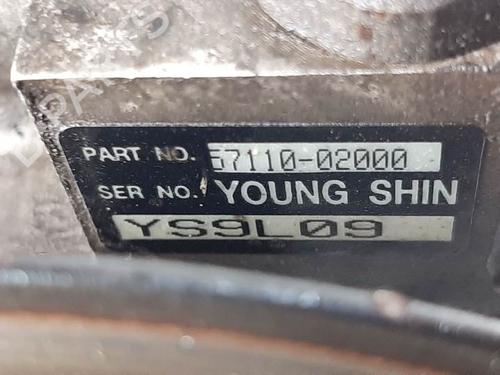 PART NO. 57110-02000
SER NO. YOUNG SHIN
YS9L09